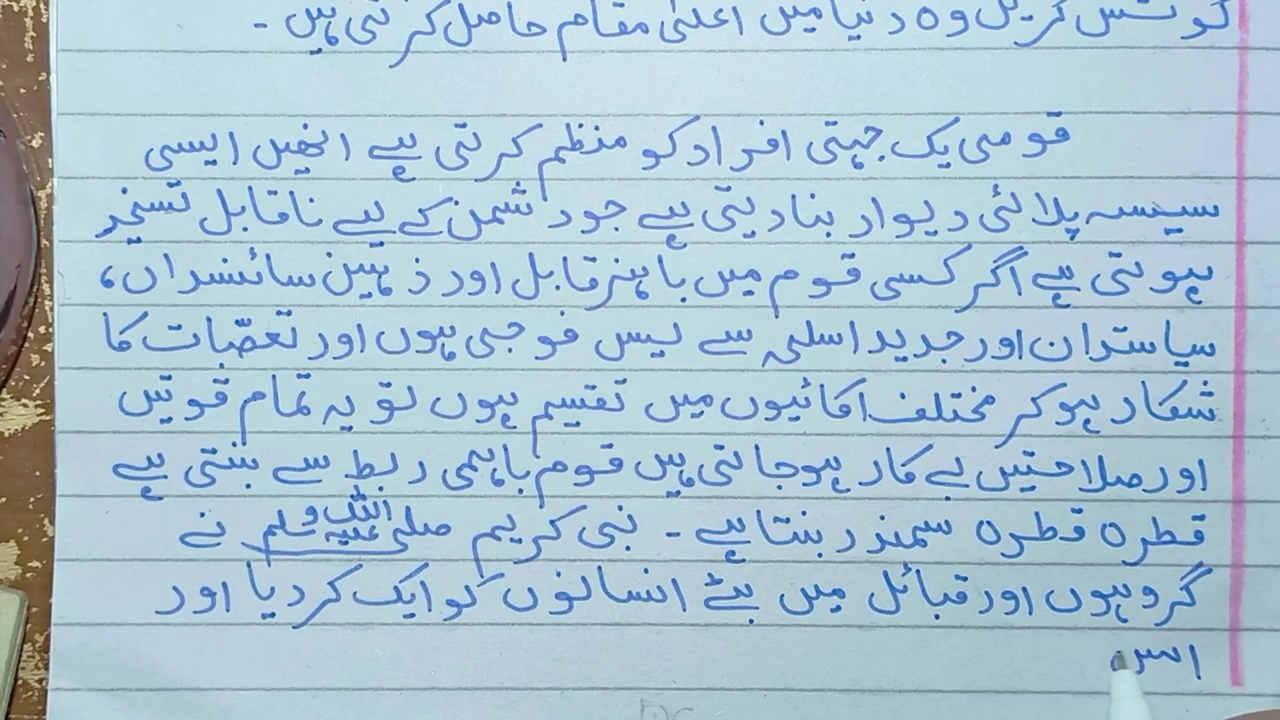 کوشش کریں وہ دنیا میں اعلیٰ مقام حاصل کرتی ہیں۔
قومی یک جہتی افراد کو منظم کرتی ہے انھیں ایسی
سیسہ پلائی دیوار بنا دیتی ہے جو دشمن کے لیے ناقابل تسخیر
ہوتی ہے اگر کسی قوم میں باہنر قابل اور ذہین سائنسدان،
سیاستدان اور جدید اسلحہ سے لیس فوجی ہوں اور تعصّبات کا
شکار ہو کر مختلف اکائیوں میں تقسیم ہوں تو یہ تمام قوتیں
اور صلاحتیں بے کار ہو جاتی ہیں قوم باہمی ربط سے بنتی ہے
قطرہ قطرہ سمندر بنتا ہے۔ نبی کریم صلی اللہ علیہ وسلم نے
گروہوں اور قبائل میں بٹے انسانوں کو ایک کر دیا اور
اس